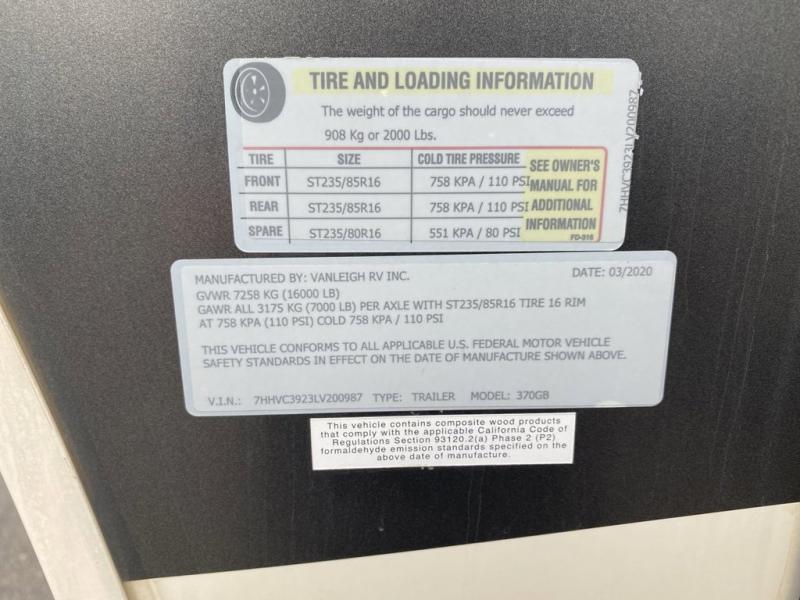 TIRE AND LOADING INFORMATION
The weight of the cargo should never exceed
908 Kg or 2000 Lbs.
TIRE SIZE COLD TIRE PRESSURE
FRONT ST235/85R16 758 KPA / 110 PSI
REAR ST235/85R16 758 KPA / 110 PSI
SPARE ST235/80R16 551 KPA / 80 PSI
SEE OWNER'S
MANUAL FOR
ADDITIONAL
INFORMATION
FD-316
7HHVC3923LV200987
MANUFACTURED BY: VANLEIGH RV INC. DATE: 03/2020
GVWR 7258 KG (16000 LB)
GAWR ALL 3175 KG (7000 LB) PER AXLE WITH ST235/85R16 TIRE 16 RIM
AT 758 KPA (110 PSI) COLD 758 KPA / 110 PSI
THIS VEHICLE CONFORMS TO ALL APPLICABLE U.S. FEDERAL MOTOR VEHICLE
SAFETY STANDARDS IN EFFECT ON THE DATE OF MANUFACTURE SHOWN ABOVE.
V.I.N.: 7HHVC3923LV200987 TYPE: TRAILER MODEL: 370GB
This vehicle contains composite wood products
that comply with the applicable California Code of
Regulations Section 93120.2(a) Phase 2 (P2)
formaldehyde emission standards specified on the
above date of manufacture.